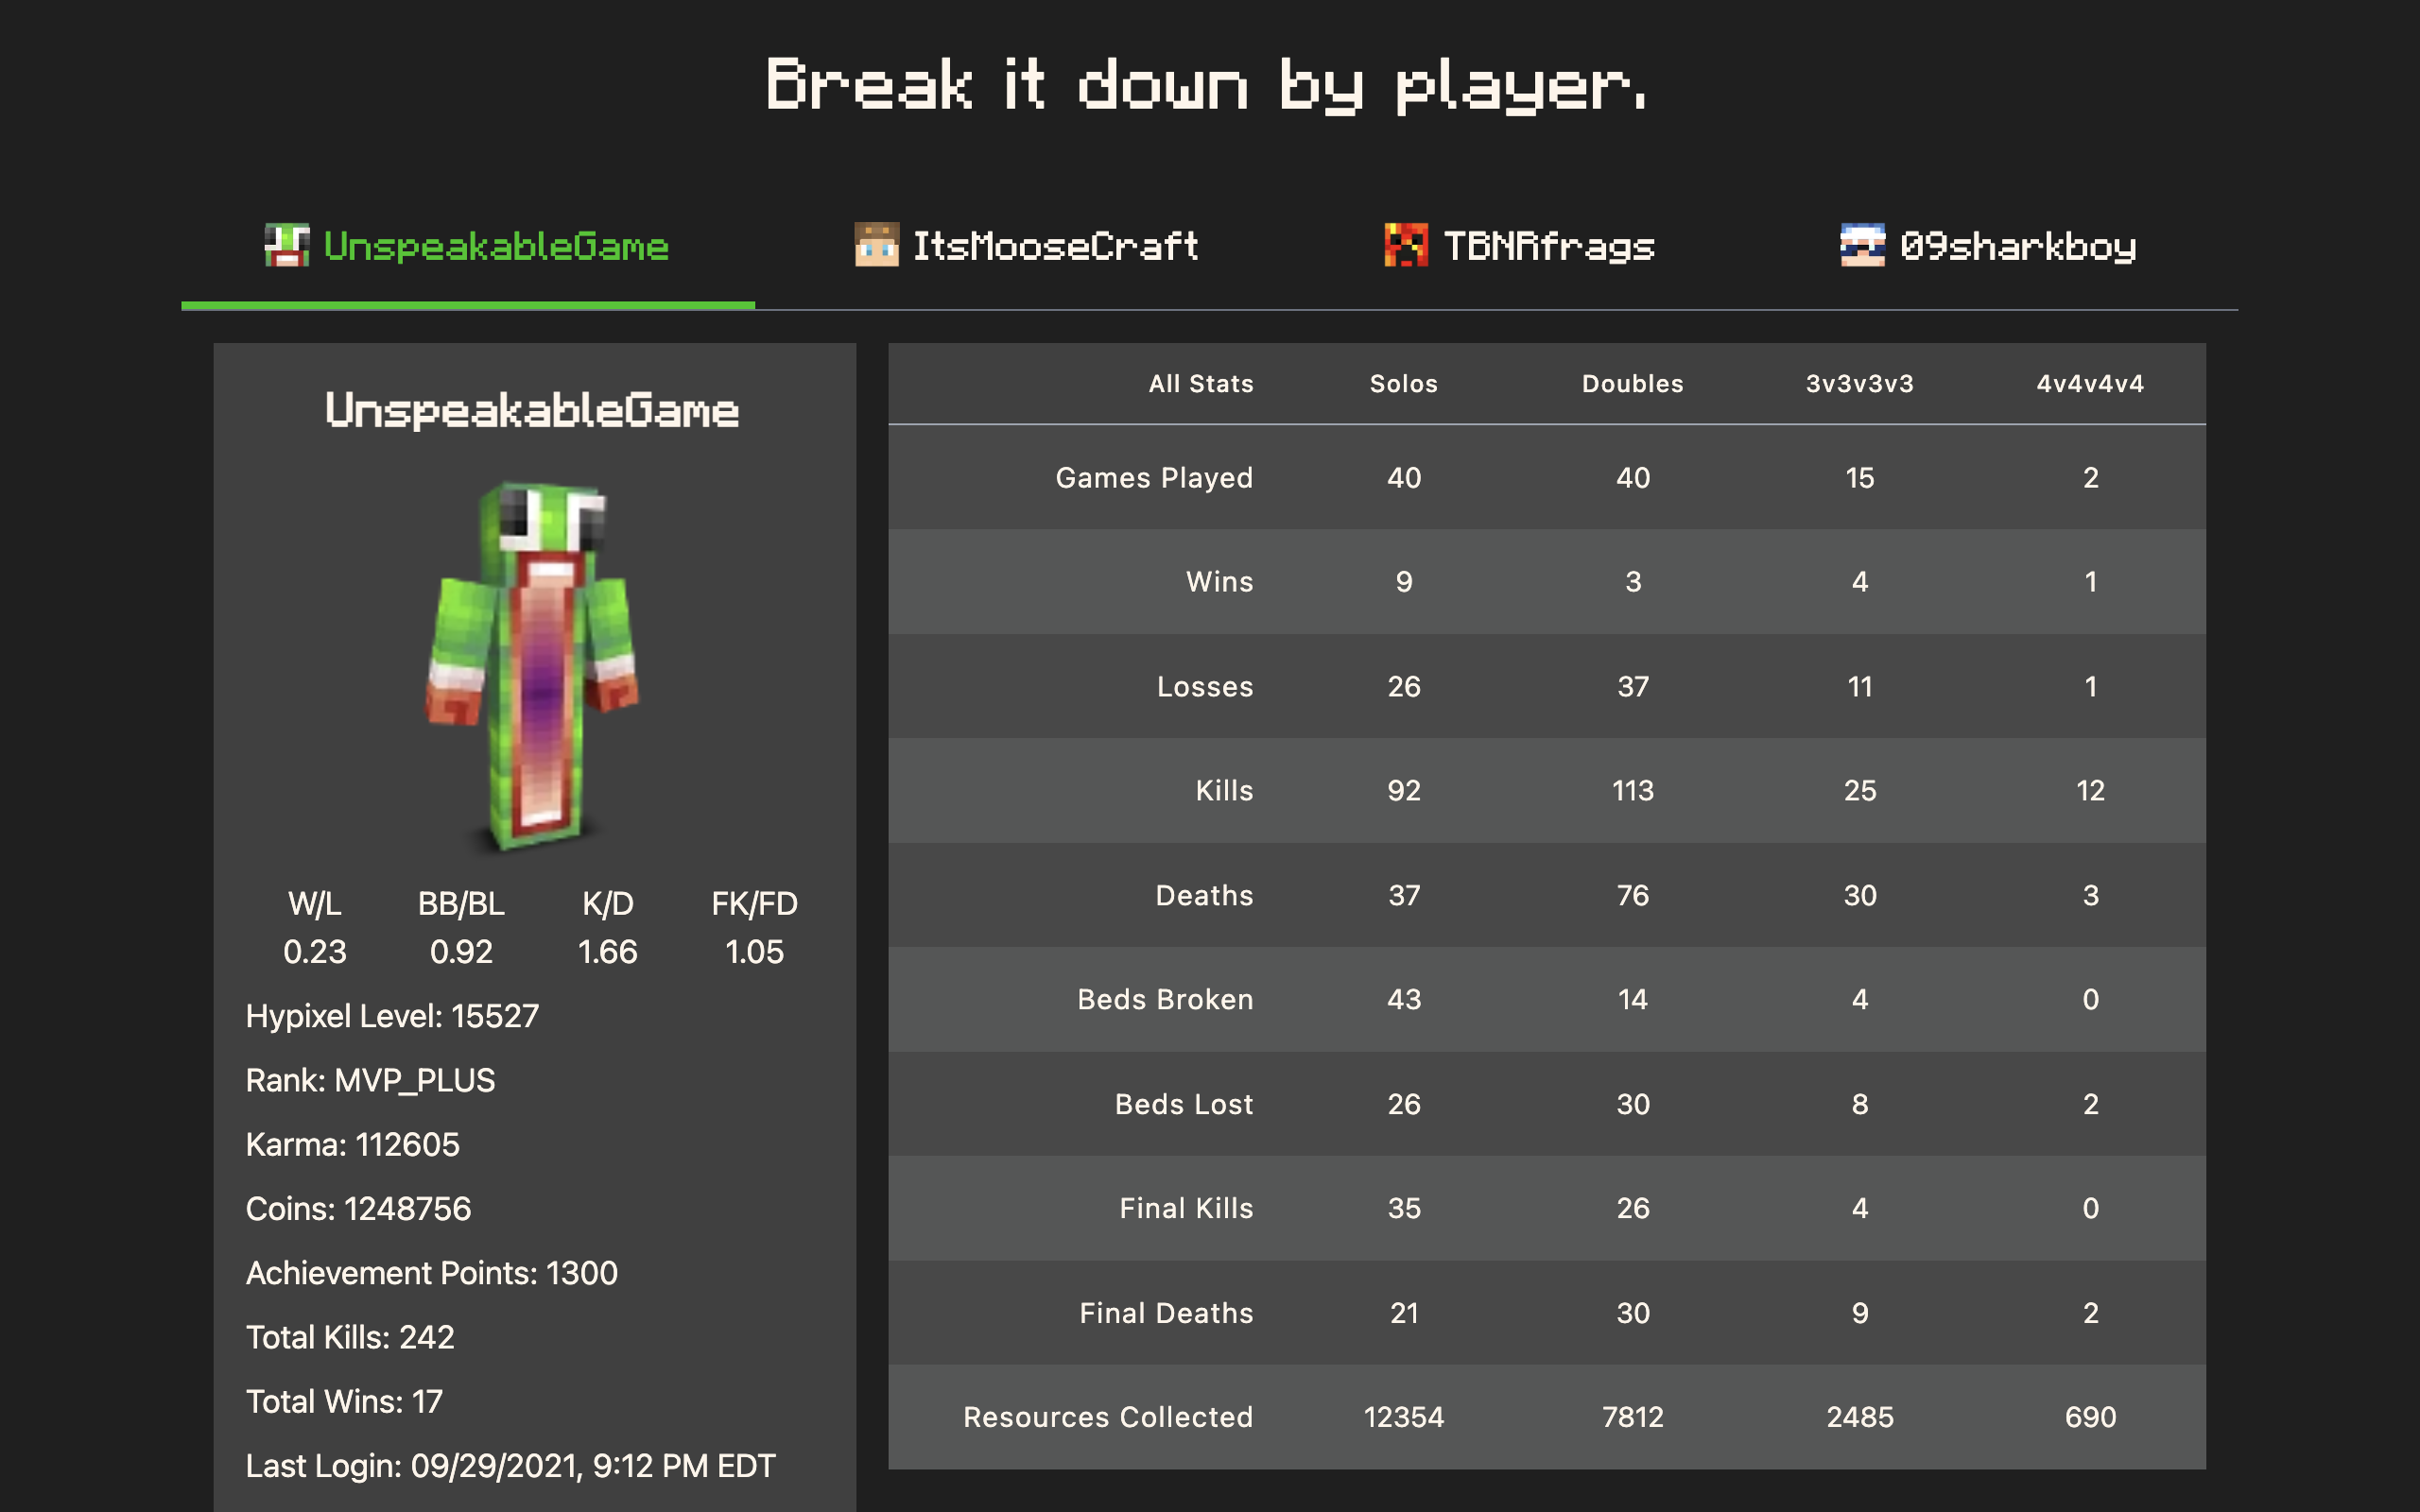 Break it down by player.
UnspeakableGame ItsMooseCraft TBNRfrags 09sharkboy
UnspeakableGame
W/L BB/BL K/D FK/FD
0.23 0.92 1.66 1.05
Hypixel Level: 15527
Rank: MVP_PLUS
Karma: 112605
Coins: 1248756
Achievement Points: 1300
Total Kills: 242
Total Wins: 17
Last Login: 09/29/2021, 9:12 PM EDT
All Stats Solos Doubles 3v3v3v3 4v4v4v4
Games Played 40 40 15 2
Wins 9 3 4 1
Losses 26 37 11 1
Kills 92 113 25 12
Deaths 37 76 30 3
Beds Broken 43 14 4 0
Beds Lost 26 30 8 2
Final Kills 35 26 4 0
Final Deaths 21 30 9 2
Resources Collected 12354 7812 2485 690